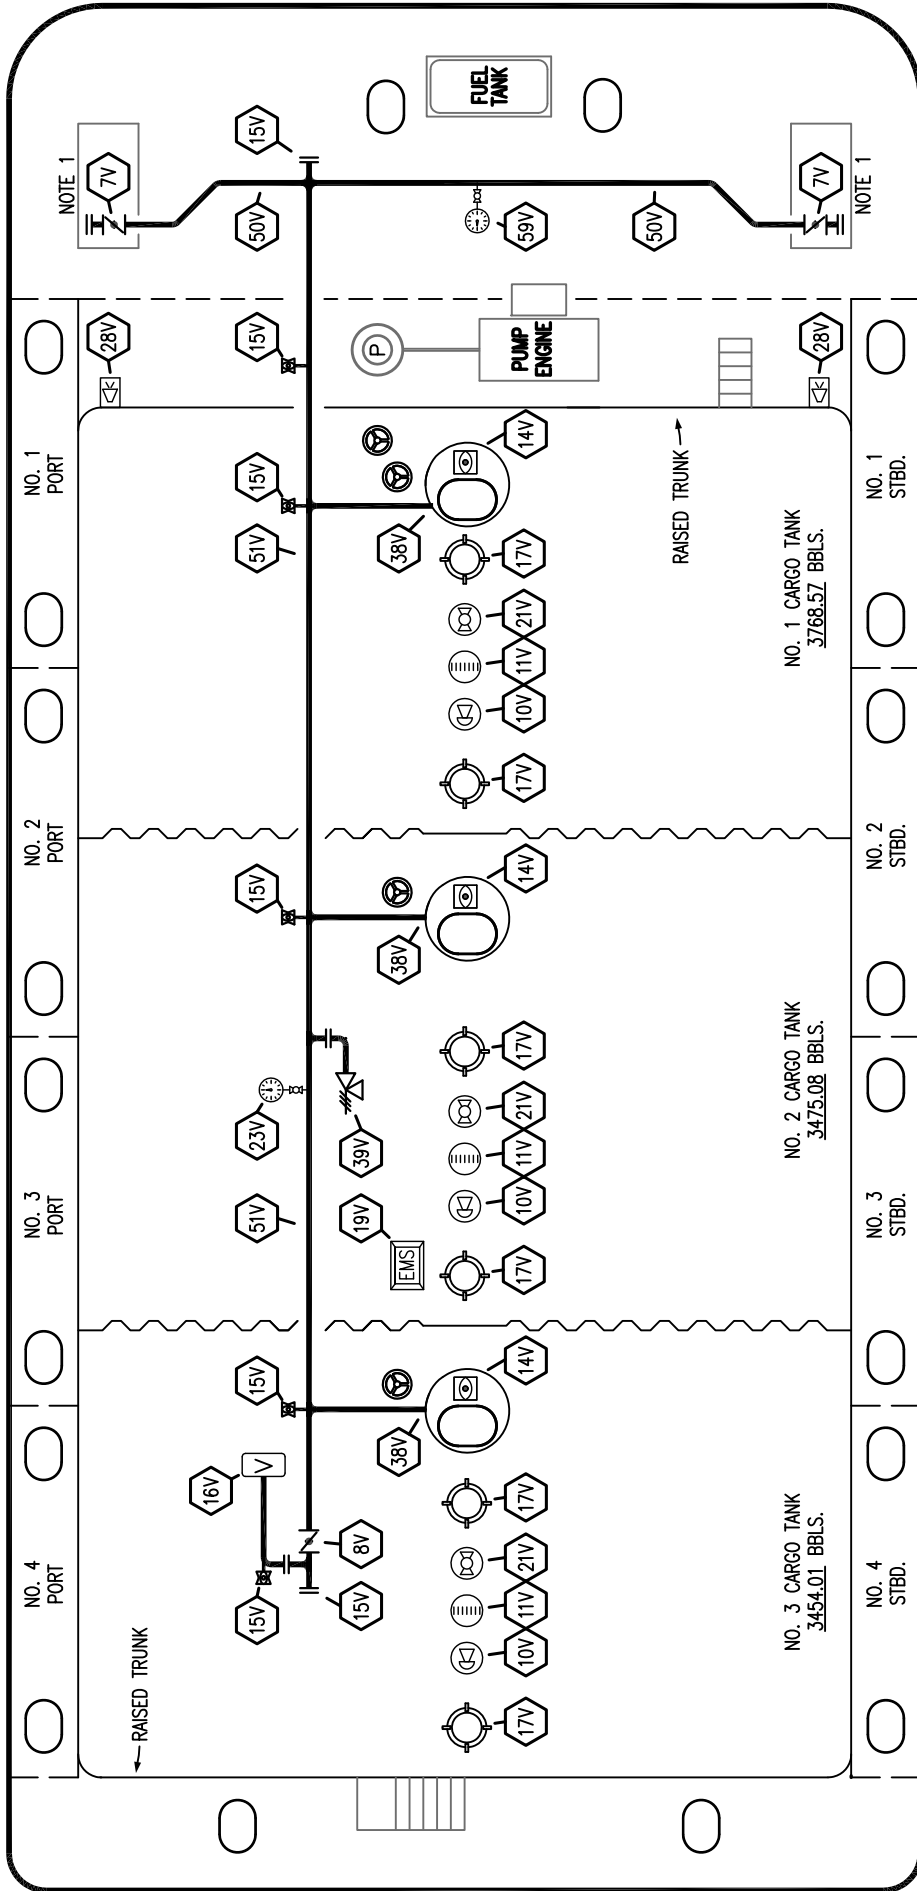 NOTE 1
7V
15V
50V
59V
50V
7V
NOTE 1
FUEL
TANK
28V
15V
P
PUMP
ENGINE
28V
NO. 1
PORT
15V
51V
38V
14V
17V
21V
11V
10V
17V
RAISED TRUNK
NO. 1 CARGO TANK
3768.57 BBLS.
NO. 1
STBD.
NO. 2
PORT
15V
38V
14V
NO. 2
STBD.
23V
39V
51V
19V
EMS
17V
21V
11V
10V
17V
NO. 2 CARGO TANK
3475.08 BBLS.
NO. 3
PORT
NO. 3
STBD.
15V
38V
14V
16V
V
15V
8V
15V
17V
21V
11V
10V
17V
NO. 3 CARGO TANK
3454.01 BBLS.
NO. 4
PORT
NO. 4
STBD.
RAISED TRUNK